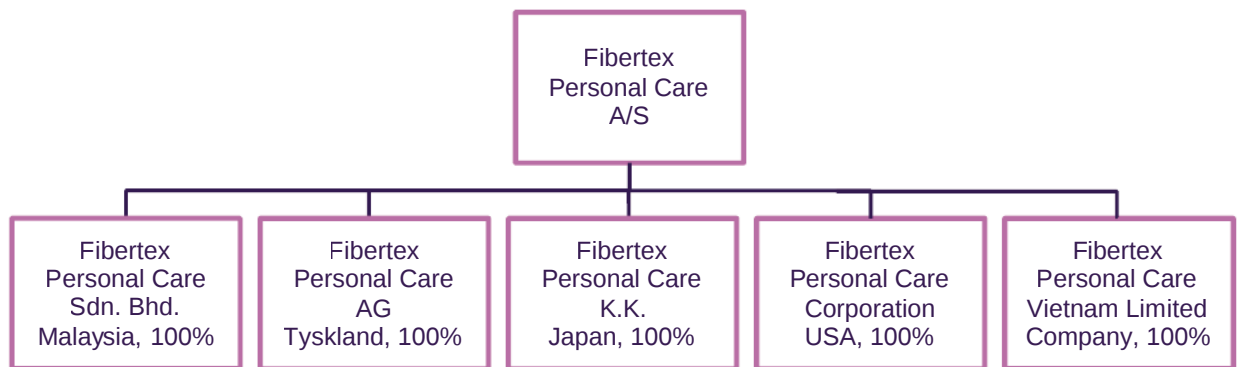 Fibertex
Personal Care
A/S
Fibertex
Personal Care
Sdn. Bhd.
Malaysia, 100%
Fibertex
Personal Care
AG
Tyskland, 100%
Fibertex
Personal Care
K.K.
Japan, 100%
Fibertex
Personal Care
Corporation
USA, 100%
Fibertex
Personal Care
Vietnam Limited
Company, 100%